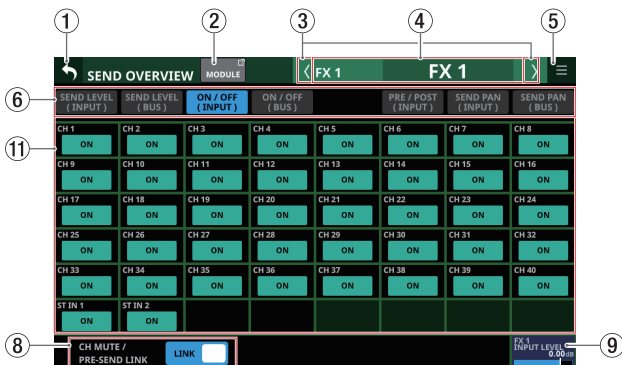 1 2 3 4 5
SEND OVERVIEW MODULE FX 1 FX 1
6
SEND LEVEL SEND LEVEL ON / OFF ON / OFF PRE / POST SEND PAN SEND PAN
( INPUT ) ( BUS ) ( INPUT ) ( BUS ) ( INPUT ) ( INPUT ) ( BUS )
11
CH 1 CH 2 CH 3 CH 4 CH 5 CH 6 CH 7 CH 8
ON ON ON ON ON ON ON ON
CH 9 CH 10 CH 11 CH 12 CH 13 CH 14 CH 15 CH 16
ON ON ON ON ON ON ON ON
CH 17 CH 18 CH 19 CH 20 CH 21 CH 22 CH 23 CH 24
ON ON ON ON ON ON ON ON
CH 25 CH 26 CH 27 CH 28 CH 29 CH 30 CH 31 CH 32
ON ON ON ON ON ON ON ON
CH 33 CH 34 CH 35 CH 36 CH 37 CH 38 CH 39 CH 40
ON ON ON ON ON ON ON ON
ST IN 1 ST IN 2
ON ON
8 9
CH MUTE /
PRE-SEND LINK LINK
FX 1
INPUT LEVEL
0.00 dB